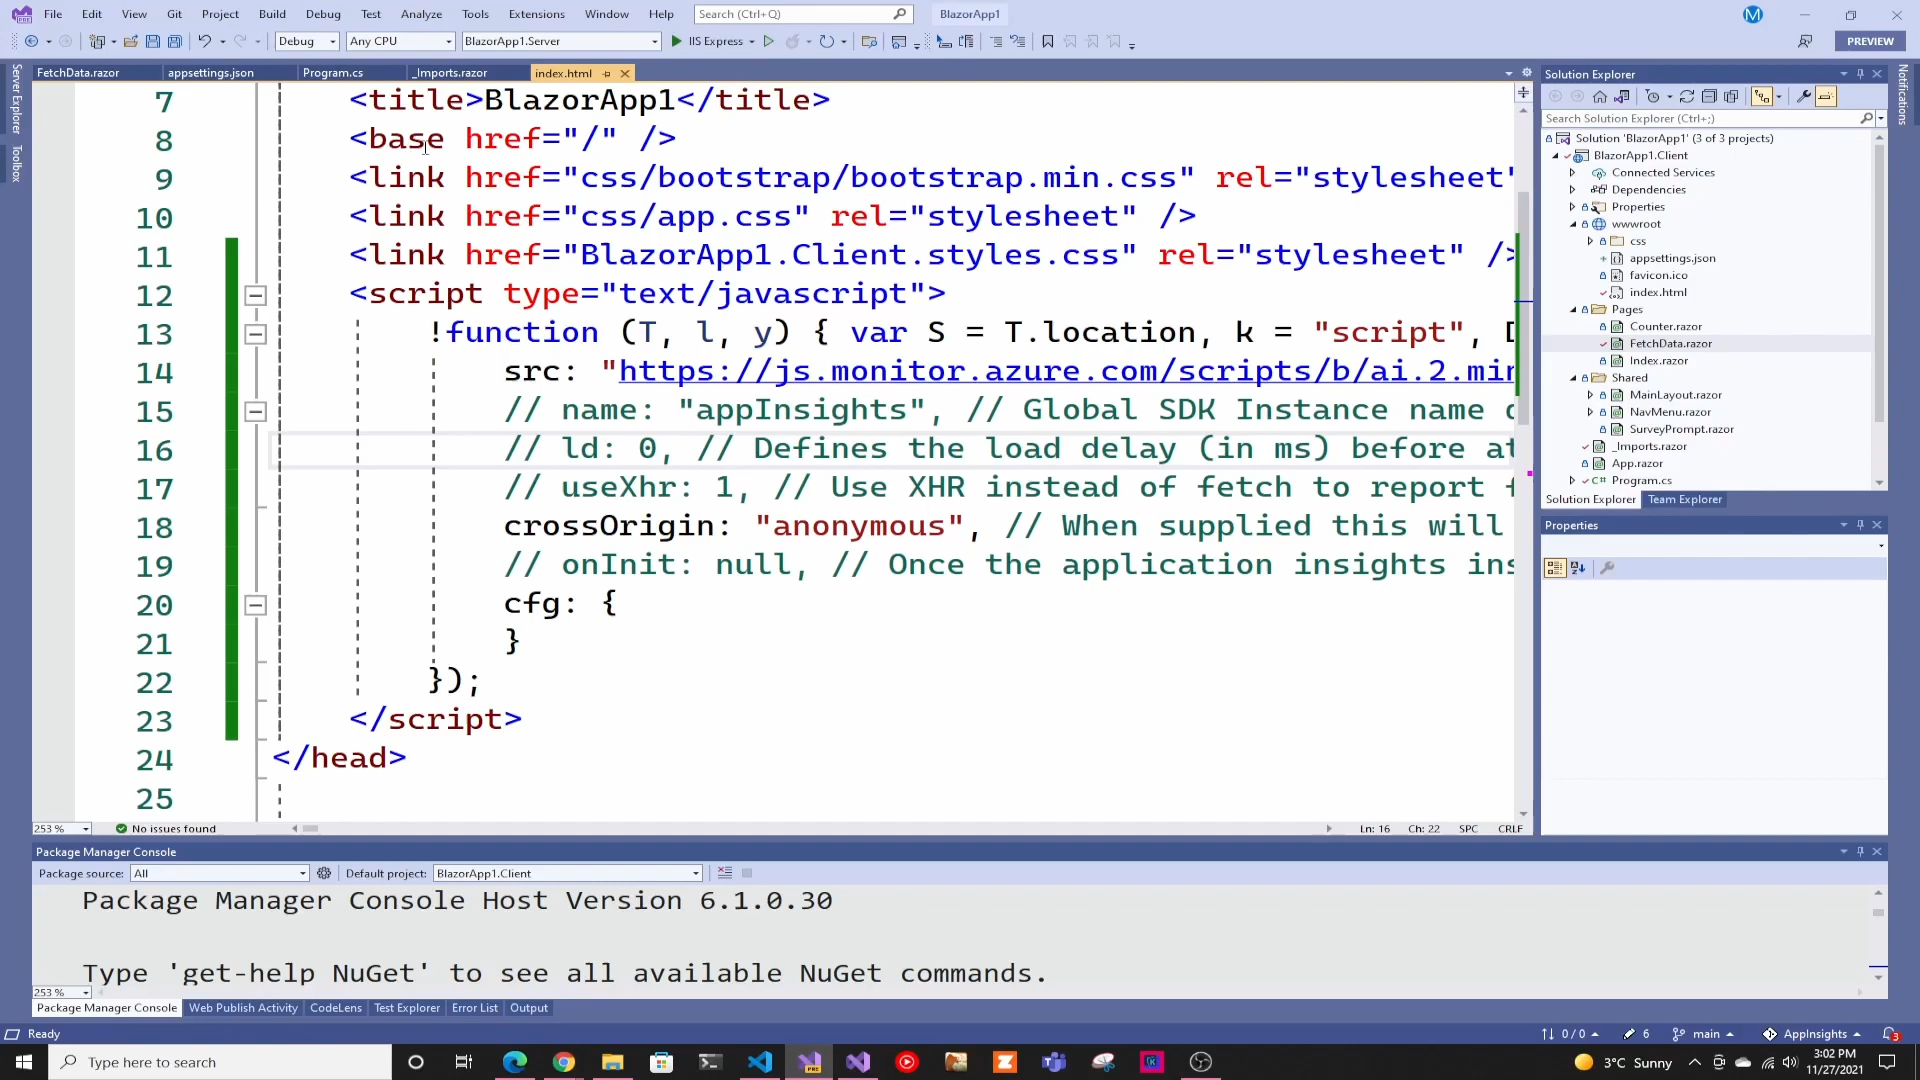 File Edit View Git Project Build Debug Test Analyze Tools Extensions Window Help Search (Ctrl+Q) BlazorApp1 M
Debug Any CPU BlazorApp1.Server IIS Express PREVIEW
Server Explorer
Toolbox
FetchData.razor appsettings.json Program.cs _Imports.razor index.html
7 <title>BlazorApp1</title>
8 <base href="/" />
9 <link href="css/bootstrap/bootstrap.min.css" rel="stylesheet"
10 <link href="css/app.css" rel="stylesheet" />
11 <link href="BlazorApp1.Client.styles.css" rel="stylesheet" />
12 <script type="text/javascript">
13 !function (T, l, y) { var S = T.location, k = "script", D
14 src: "https://js.monitor.azure.com/scripts/b/ai.2.min
15 // name: "appInsights", // Global SDK Instance name
16 // ld: 0, // Defines the load delay (in ms) before at
17 // useXhr: 1, // Use XHR instead of fetch to report
18 crossOrigin: "anonymous", // When supplied this will
19 // onInit: null, // Once the application insights ins
20 cfg: {
21 }
22 });
23 </script>
24 </head>
25
253 % No issues found Ln: 16 Ch: 22 SPC CRLF
Solution Explorer
Search Solution Explorer (Ctrl+;)
Solution 'BlazorApp1' (3 of 3 projects)
BlazorApp1.Client
Connected Services
Dependencies
Properties
wwwroot
css
appsettings.json
favicon.ico
index.html
Pages
Counter.razor
FetchData.razor
Index.razor
Shared
MainLayout.razor
NavMenu.razor
SurveyPrompt.razor
_Imports.razor
App.razor
C# Program.cs
Solution Explorer Team Explorer
Properties
Notifications
Package Manager Console
Package source: All Default project: BlazorApp1.Client
Package Manager Console Host Version 6.1.0.30
Type 'get-help NuGet' to see all available NuGet commands.
253 %
Package Manager Console Web Publish Activity CodeLens Test Explorer Error List Output
Ready 0 / 0 6 main AppInsights 3
Type here to search PRE 3°C Sunny 3:02 PM
11/27/2021